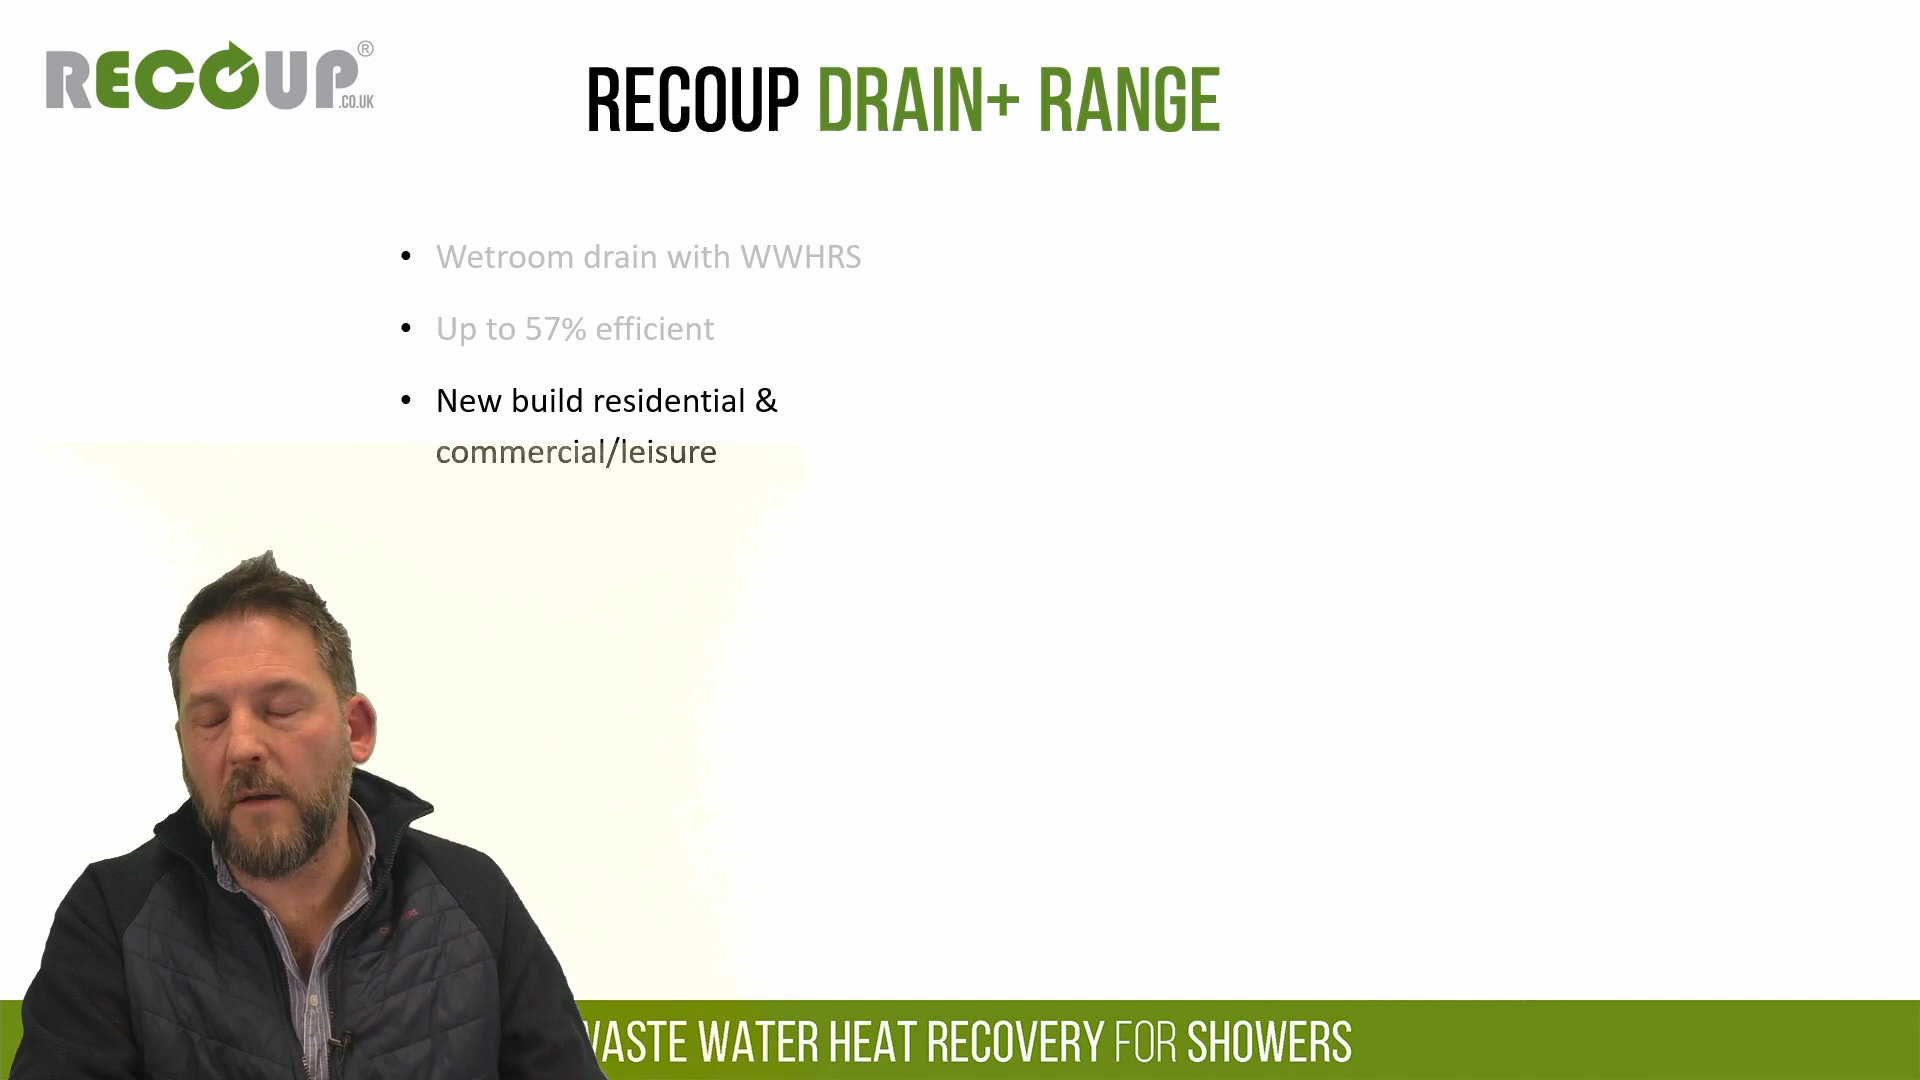 RECOUP®
.CO.UK
RECOUP DRAIN+ RANGE
• Wetroom drain with WWHRS
• Up to 57% efficient
• New build residential &
commercial/leisure
WASTE WATER HEAT RECOVERY FOR SHOWERS